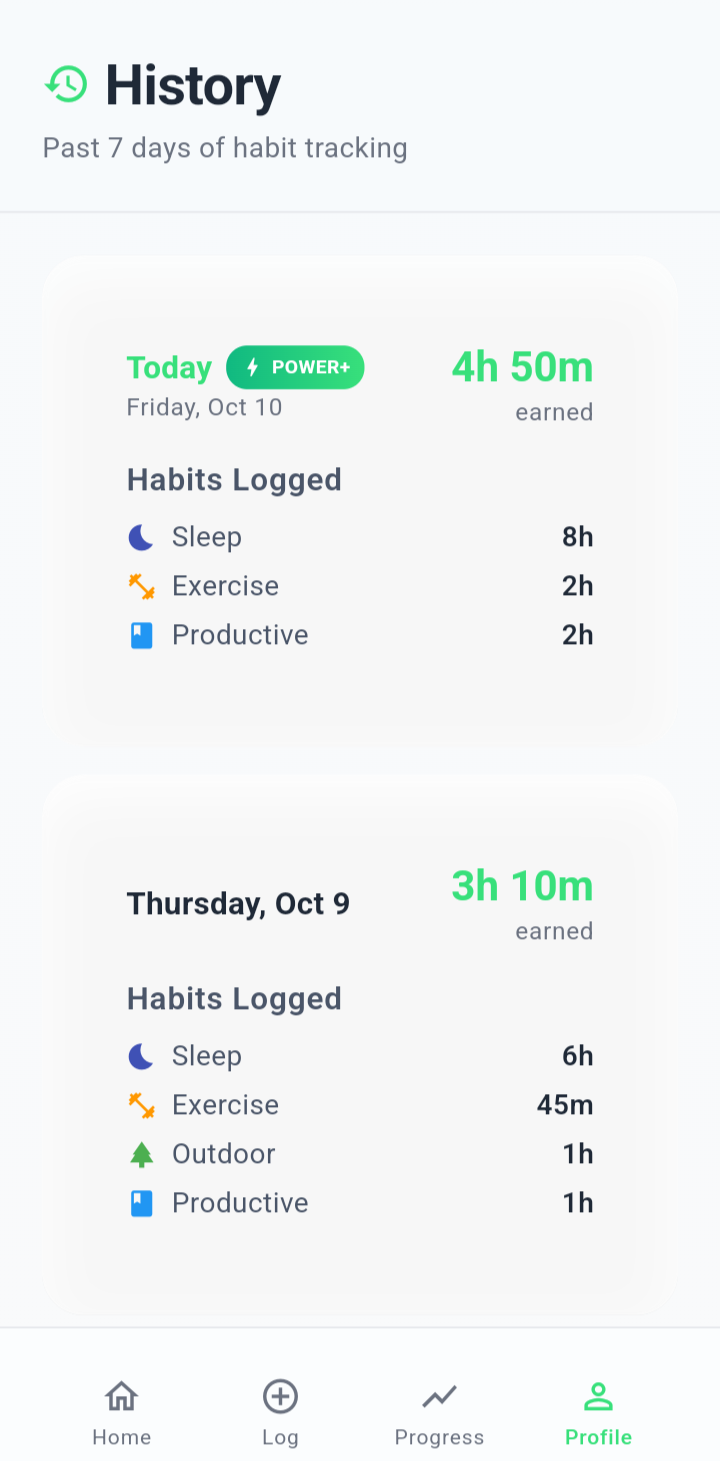 History
Past 7 days of habit tracking
Today POWER+ 4h 50m
Friday, Oct 10 earned
Habits Logged
Sleep 8h
Exercise 2h
Productive 2h
Thursday, Oct 9 3h 10m
earned
Habits Logged
Sleep 6h
Exercise 45m
Outdoor 1h
Productive 1h
Home Log Progress Profile